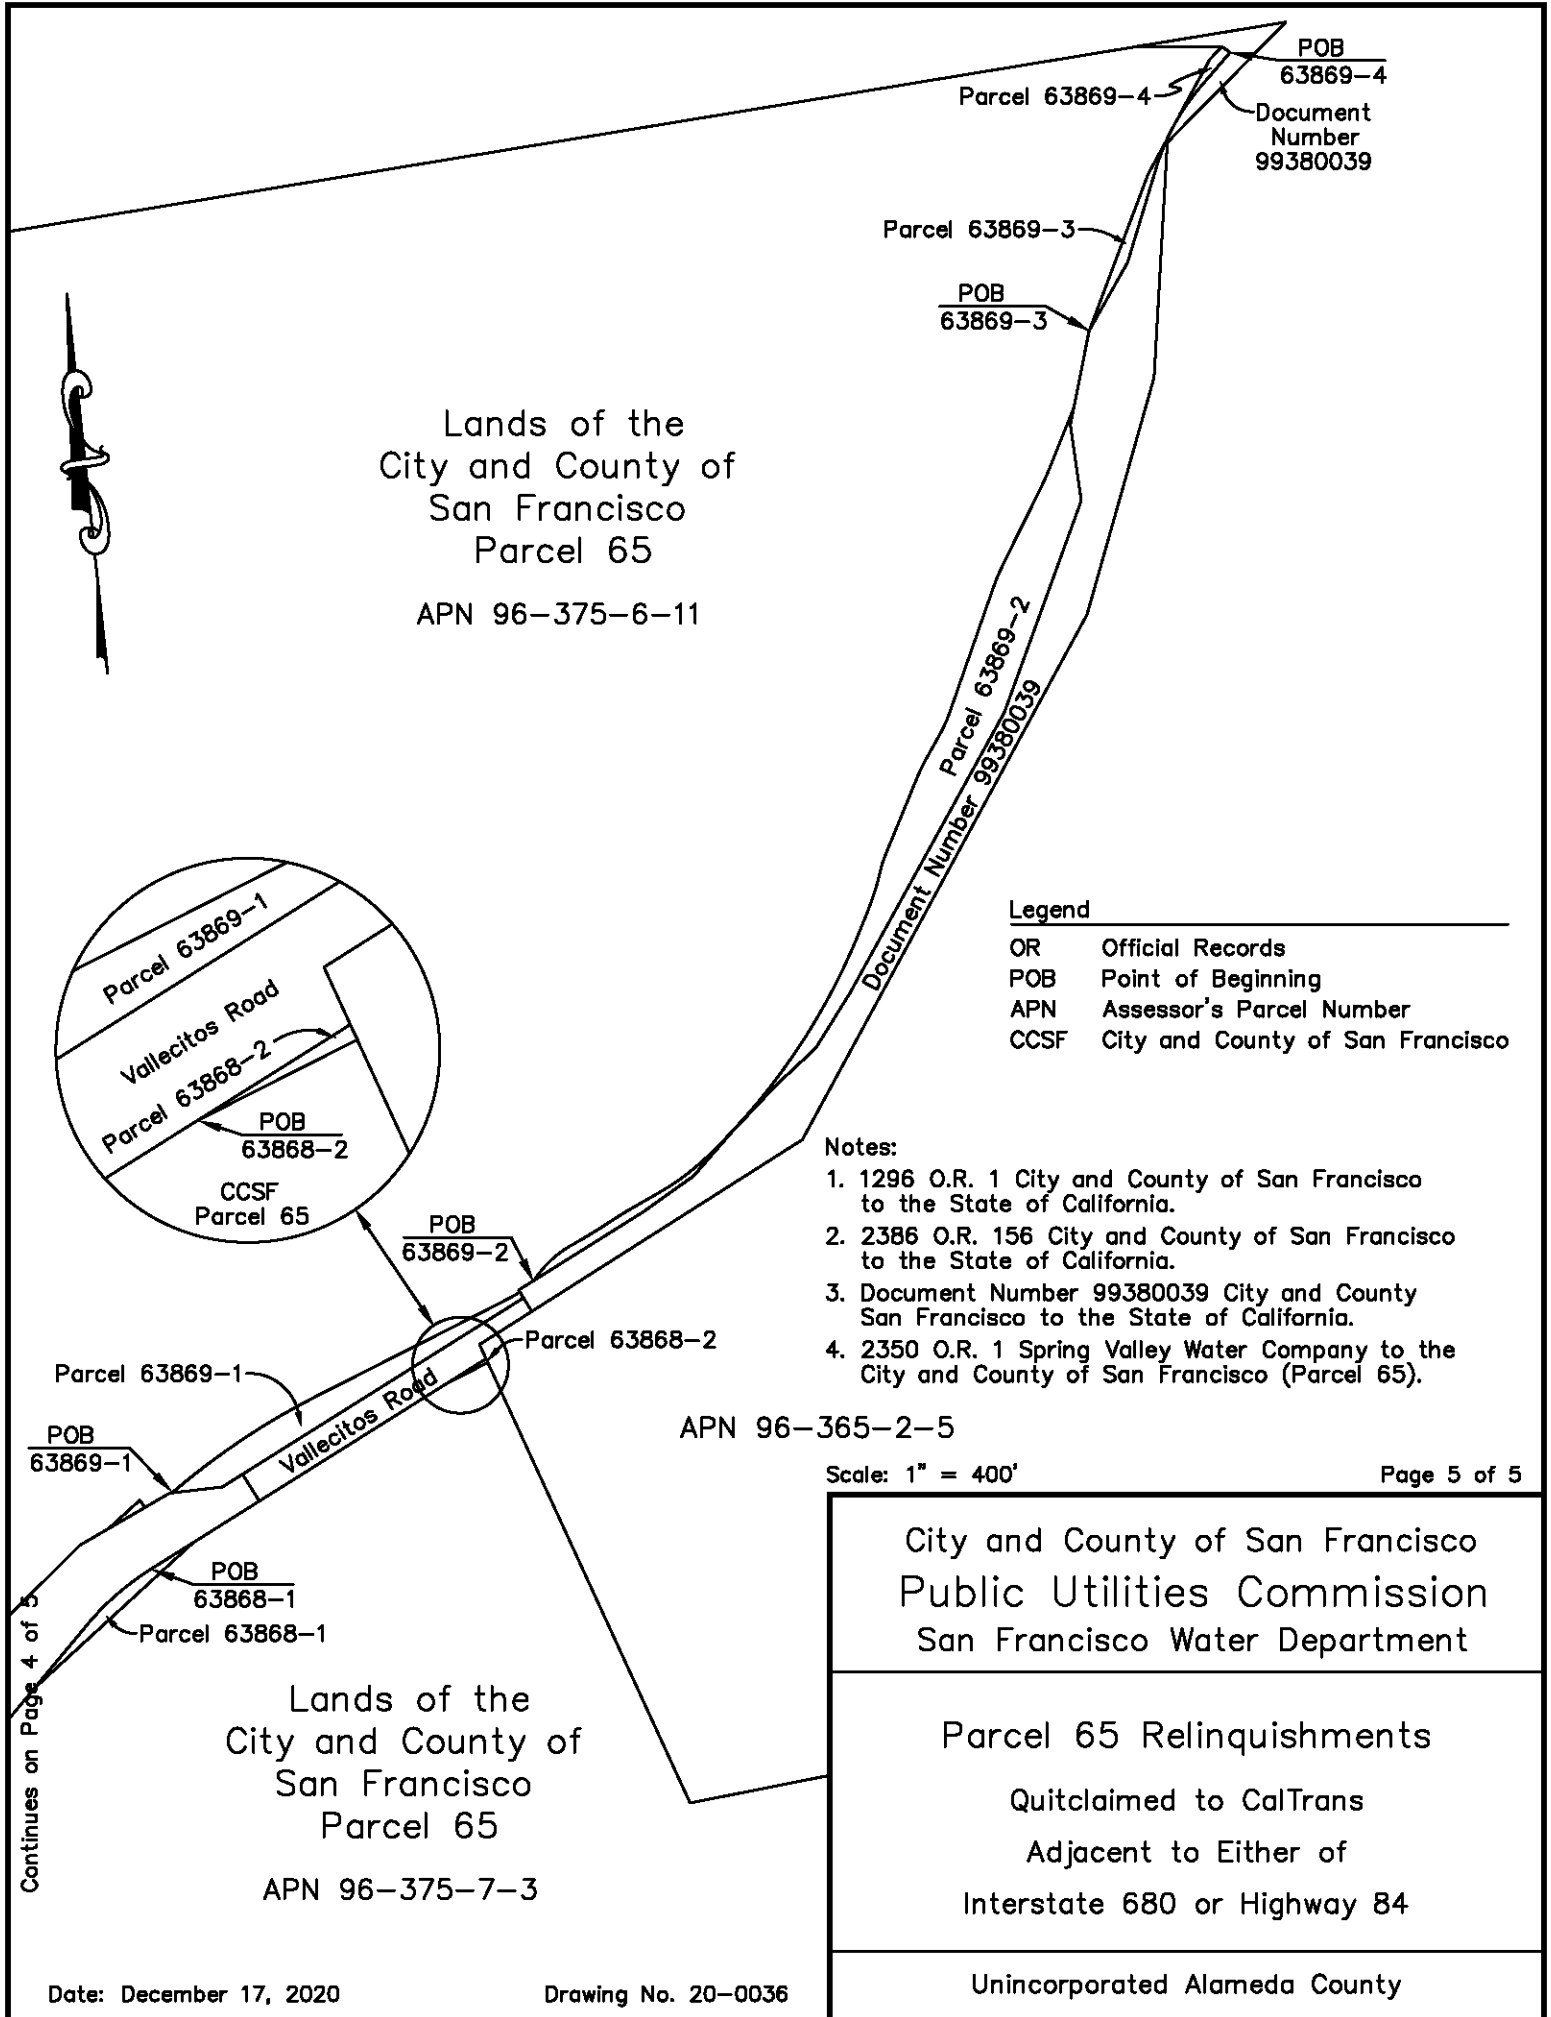 POB
63869-4
Parcel 63869-4
Document
Number
99380039
Parcel 63869-3
POB
63869-3
Lands of the
City and County of
San Francisco
Parcel 65
APN 96-375-6-11
Parcel 63869-2
Document Number 99380039
Legend
OR Official Records
POB Point of Beginning
APN Assessor's Parcel Number
CCSF City and County of San Francisco
Parcel 63869-1
Vallecitos Road
Parcel 63868-2
POB
63868-2
CCSF
Parcel 65
POB
63869-2
Notes:
1. 1296 O.R. 1 City and County of San Francisco
to the State of California.
2. 2386 O.R. 156 City and County of San Francisco
to the State of California.
3. Document Number 99380039 City and County
San Francisco to the State of California.
4. 2350 O.R. 1 Spring Valley Water Company to the
City and County of San Francisco (Parcel 65).
Parcel 63868-2
Parcel 63869-1
Vallecitos Road
POB
63869-1
APN 96-365-2-5
POB
63868-1
Parcel 63868-1
Continues on Page 4 of 5
Lands of the
City and County of
San Francisco
Parcel 65
APN 96-375-7-3
Scale: 1" = 400'
Page 5 of 5
City and County of San Francisco
Public Utilities Commission
San Francisco Water Department
Parcel 65 Relinquishments
Quitclaimed to CalTrans
Adjacent to Either of
Interstate 680 or Highway 84
Unincorporated Alameda County
Date: December 17, 2020
Drawing No. 20-0036